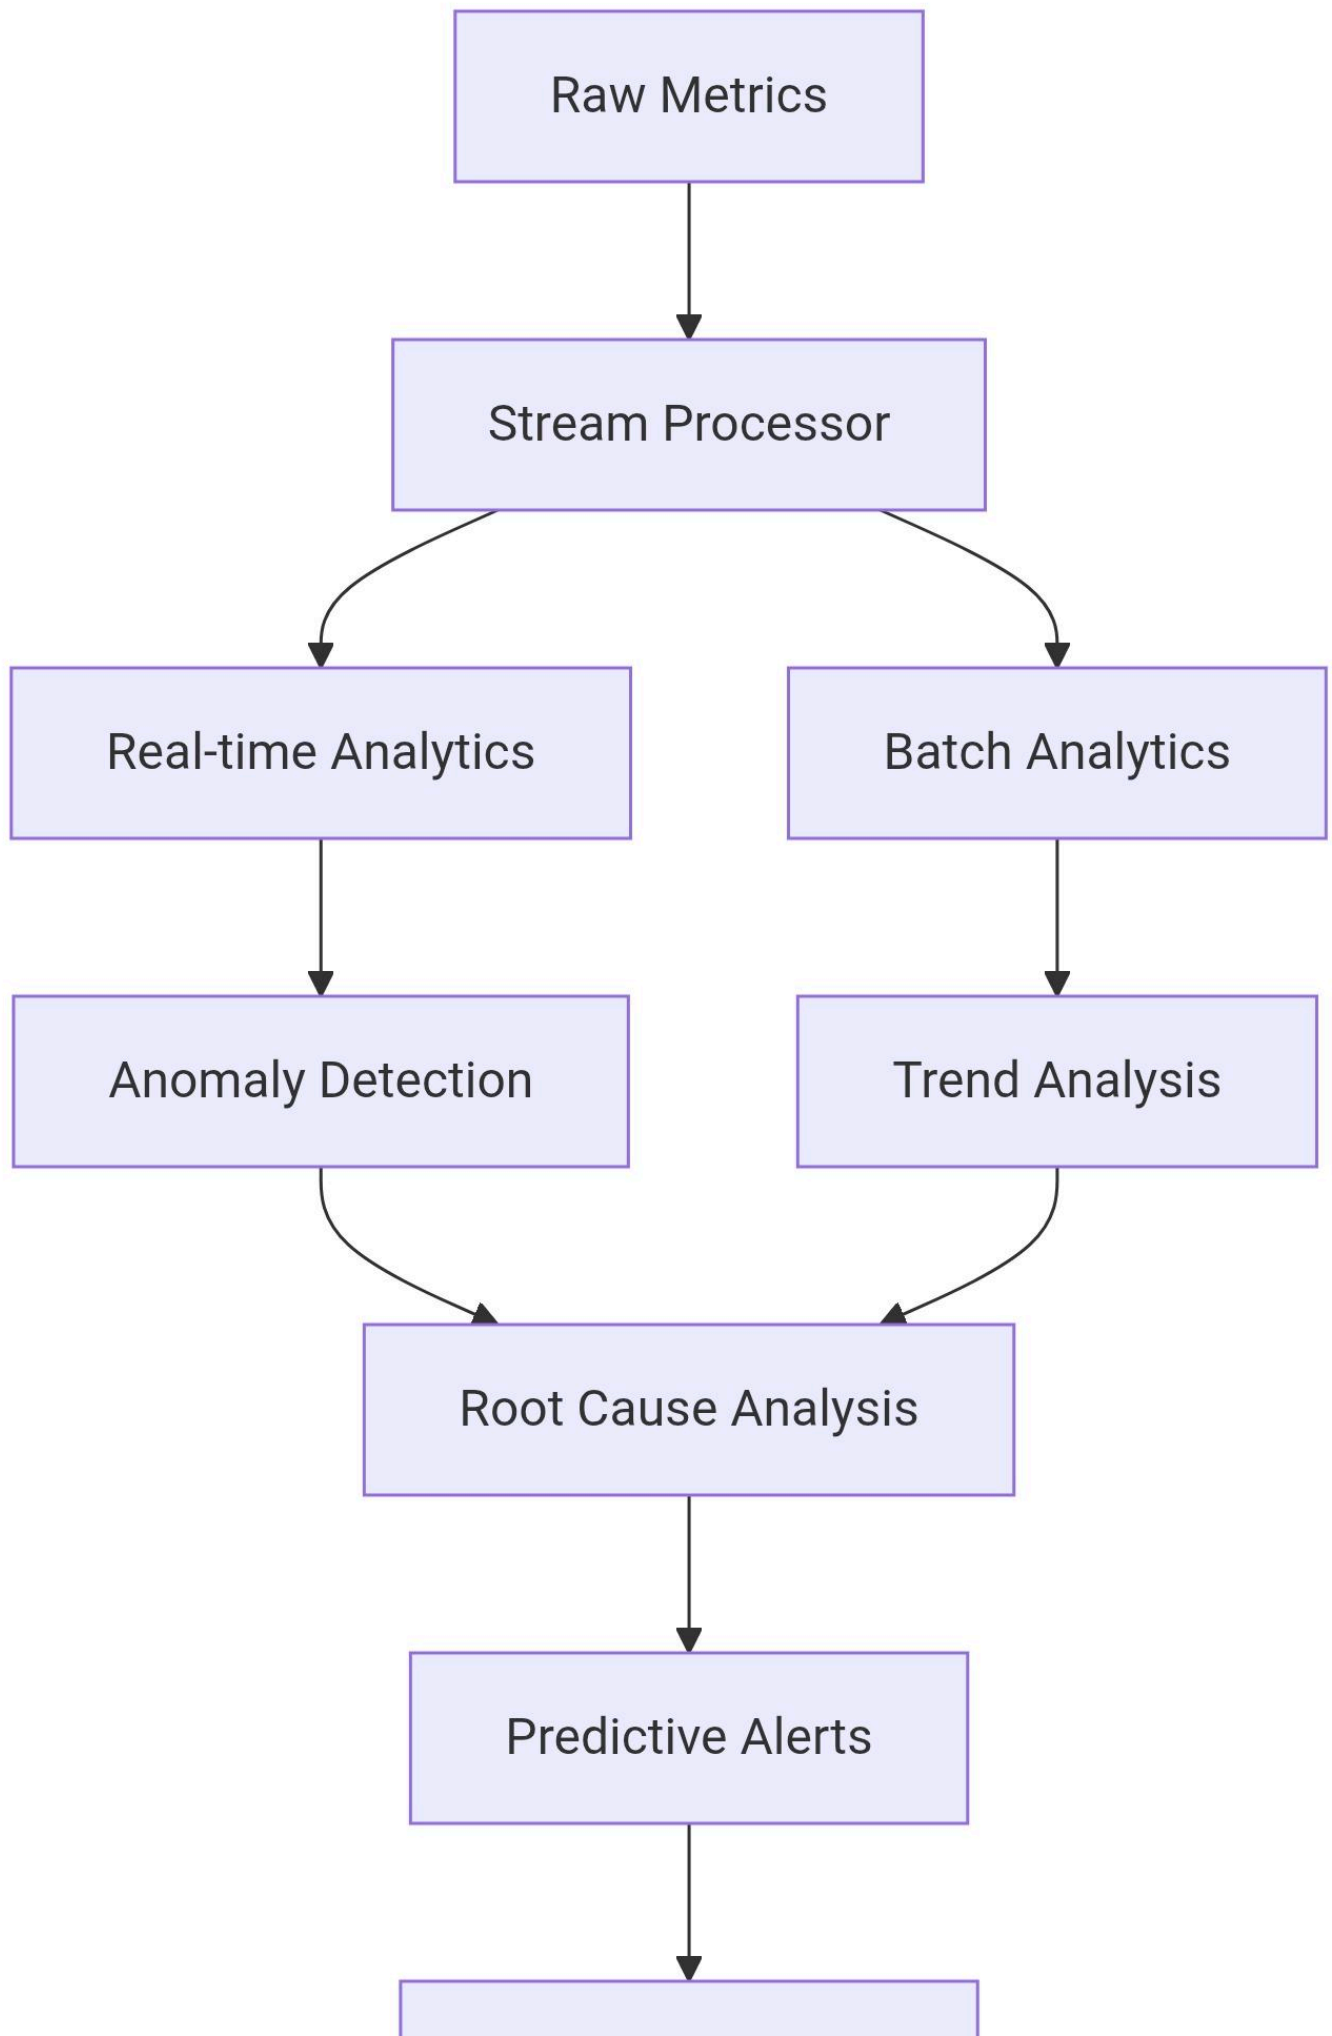 Raw Metrics
Stream Processor
Real-time Analytics
Batch Analytics
Anomaly Detection
Trend Analysis
Root Cause Analysis
Predictive Alerts